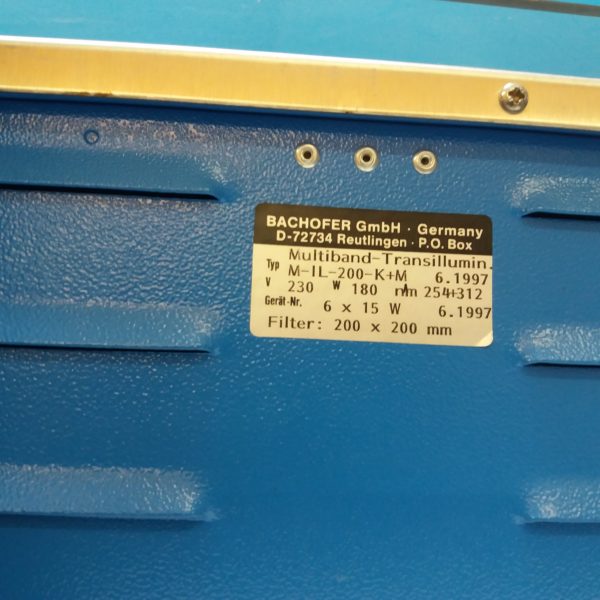 BACHOFER GmbH · Germany
D-72734 Reutlingen · P.O. Box
Typ Multiband-Transillumin.
M-IL-200-K+M 6.1997
V 230 W 180 nm 254+312
Gerät-Nr. 6 x 15 W 6.1997
Filter: 200 x 200 mm